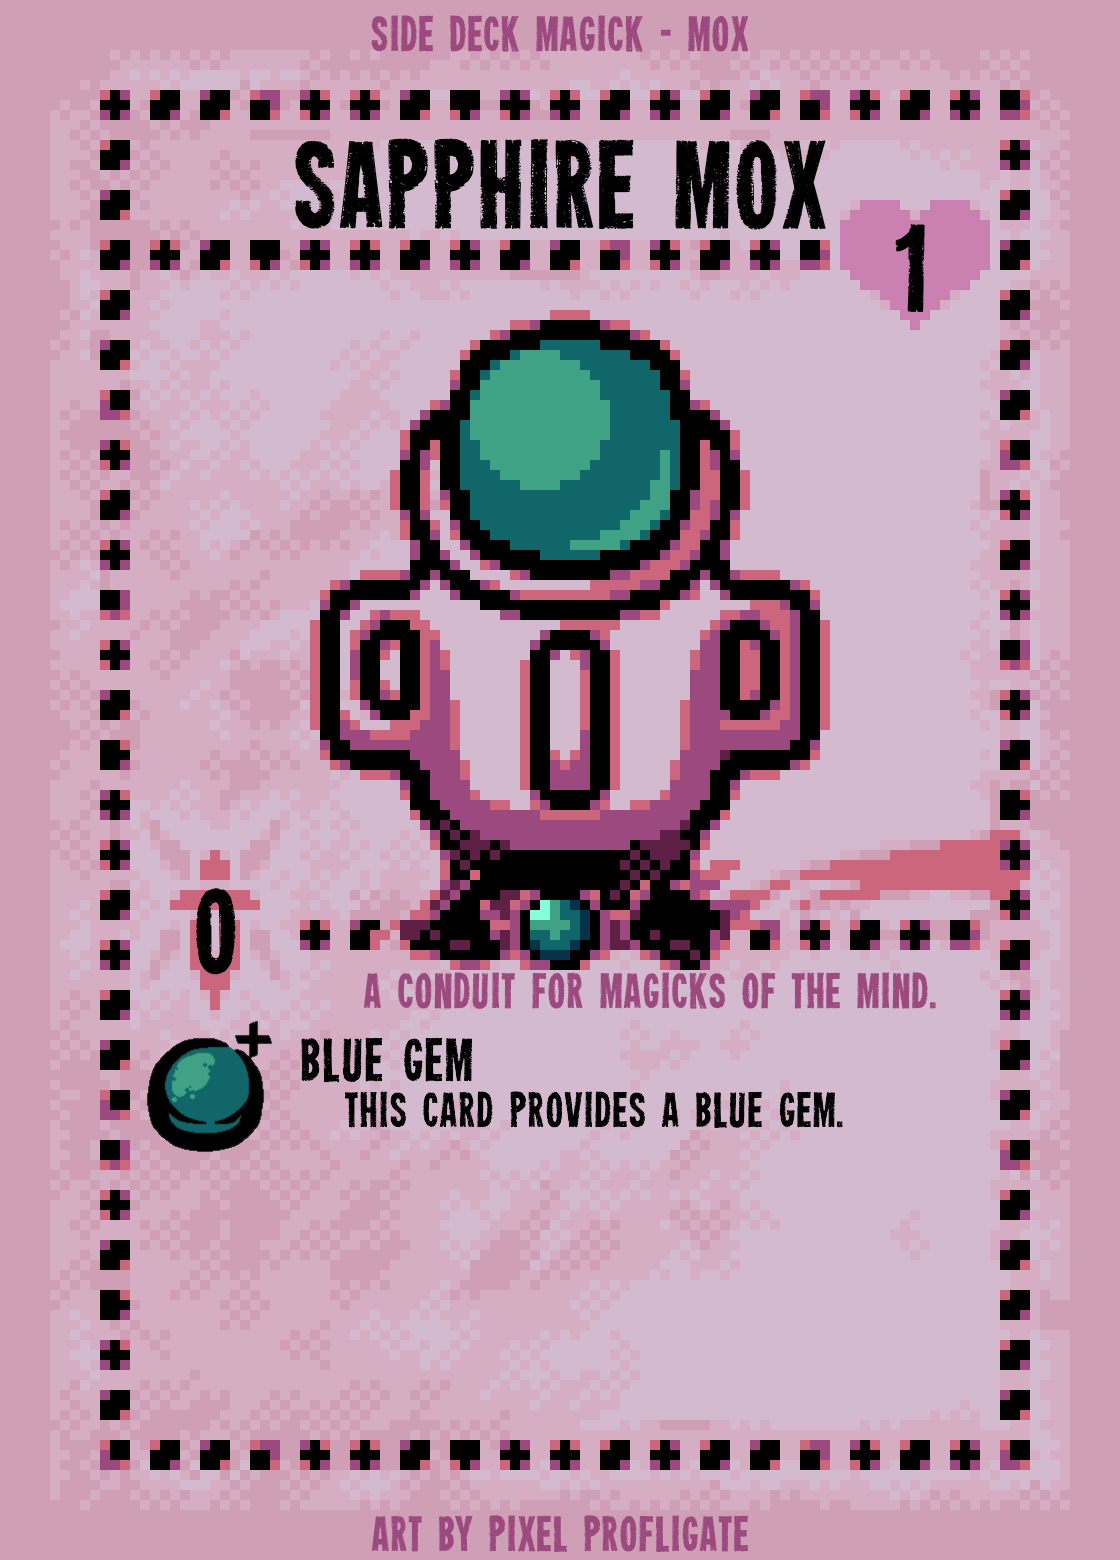 SIDE DECK MAGICK - MOX
SAPPHIRE MOX
1
0
A CONDUIT FOR MAGICKS OF THE MIND.
BLUE GEM
THIS CARD PROVIDES A BLUE GEM.
ART BY PIXEL PROFLIGATE